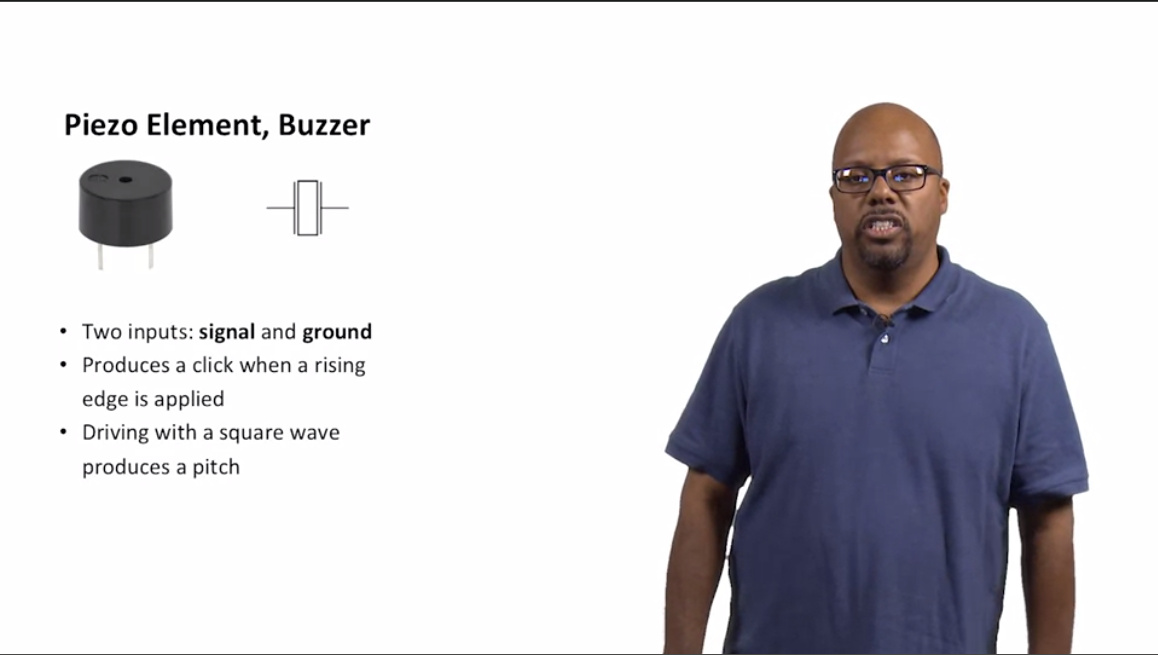 Piezo Element, Buzzer
• Two inputs: signal and ground
• Produces a click when a rising
edge is applied
• Driving with a square wave
produces a pitch